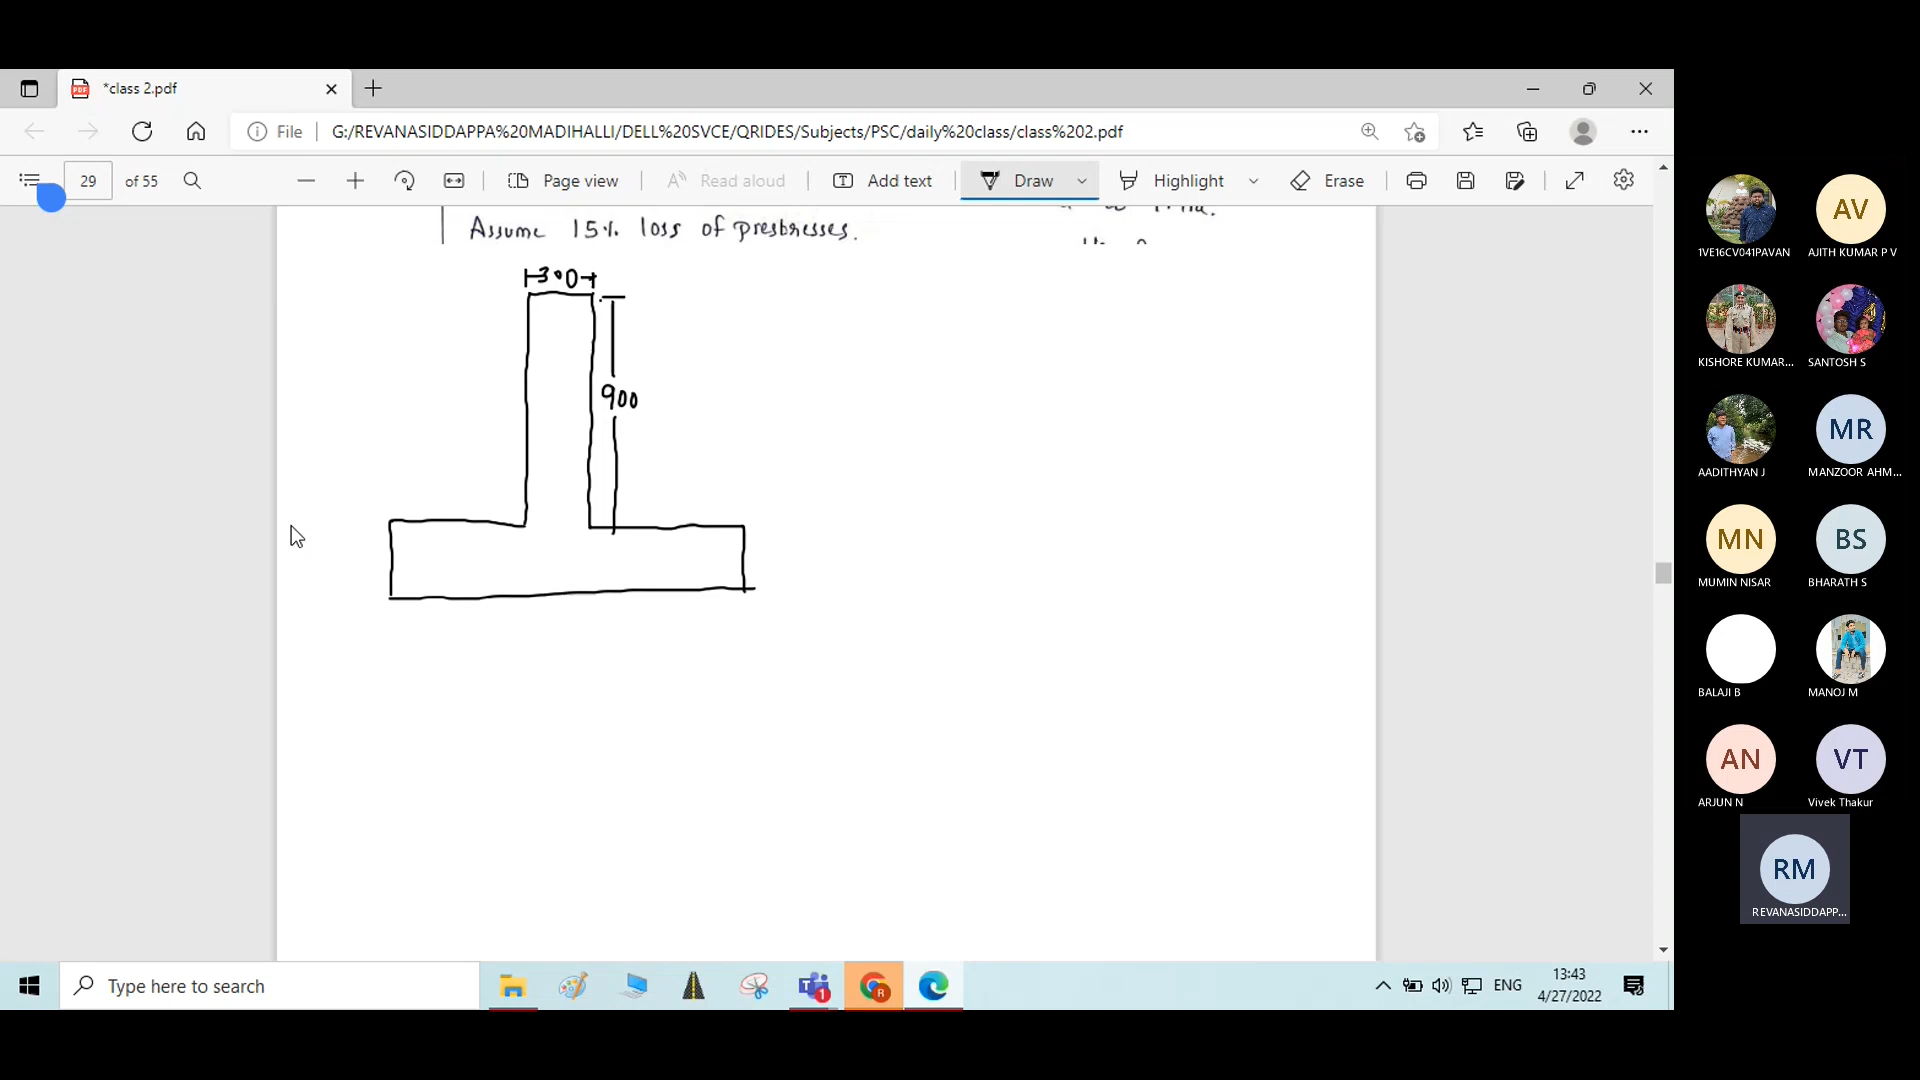 *class 2.pdf
File G:/REVANASIDDAPPA%20MADIHALLI/DELL%20SVCE/QRIDES/Subjects/PSC/daily%20class/class%202.pdf
29 of 55 Page view Read aloud Add text Draw Highlight Erase
Assume 15% loss of presbresses.
300
900
1VE16CV041PAVAN
AV
AJITH KUMAR P V
KISHORE KUMAR...
SANTOSH S
AADITHYAN J
MR
MANZOOR AHM...
MN
MUMIN NISAR
BS
BHARATH S
BALAJI B
MANOJ M
AN
ARJUN N
VT
Vivek Thakur
RM
REVANASIDDAPP...
Type here to search
1
R
ENG
13:43
4/27/2022